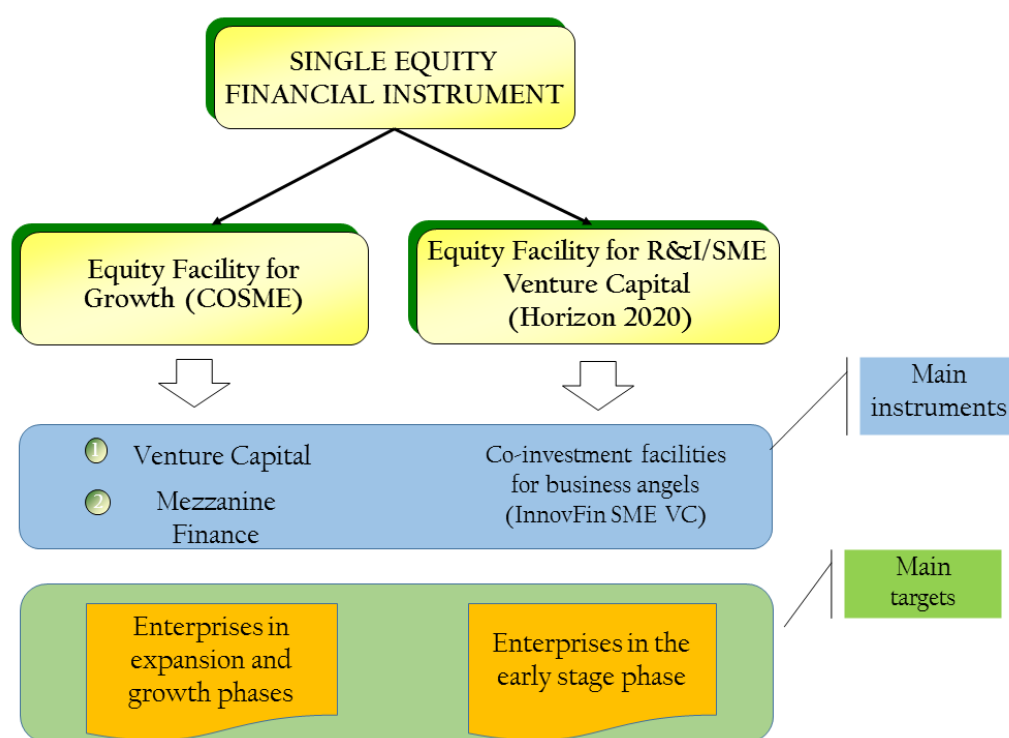 SINGLE EQUITY
FINANCIAL INSTRUMENT
Equity Facility for
Growth (COSME)
Equity Facility for R&I/SME
Venture Capital
(Horizon 2020)
Main
instruments
1 Venture Capital
2 Mezzanine
Finance
Co-investment facilities
for business angels
(InnovFin SME VC)
Main
targets
Enterprises in
expansion and
growth phases
Enterprises in the
early stage phase